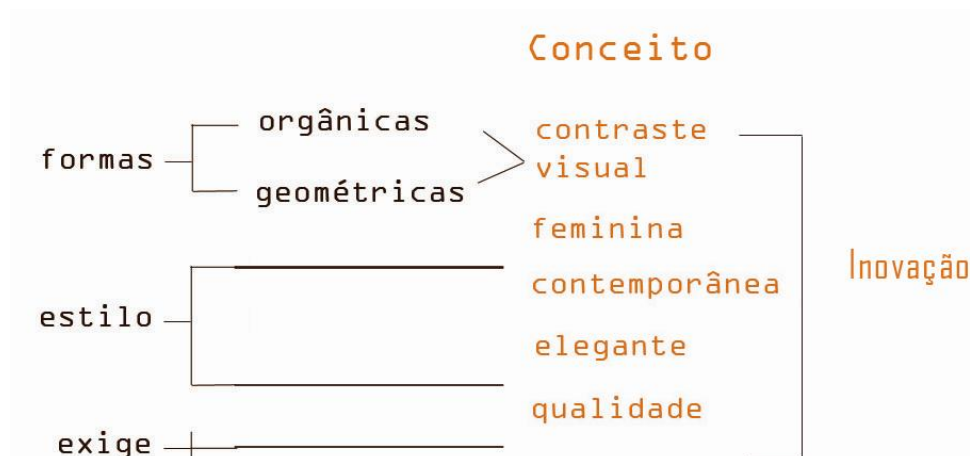 Conceito
orgânicas
contraste
formas
visual
geométricas
feminina
Inovação
contemporânea
estilo
elegante
qualidade
exige